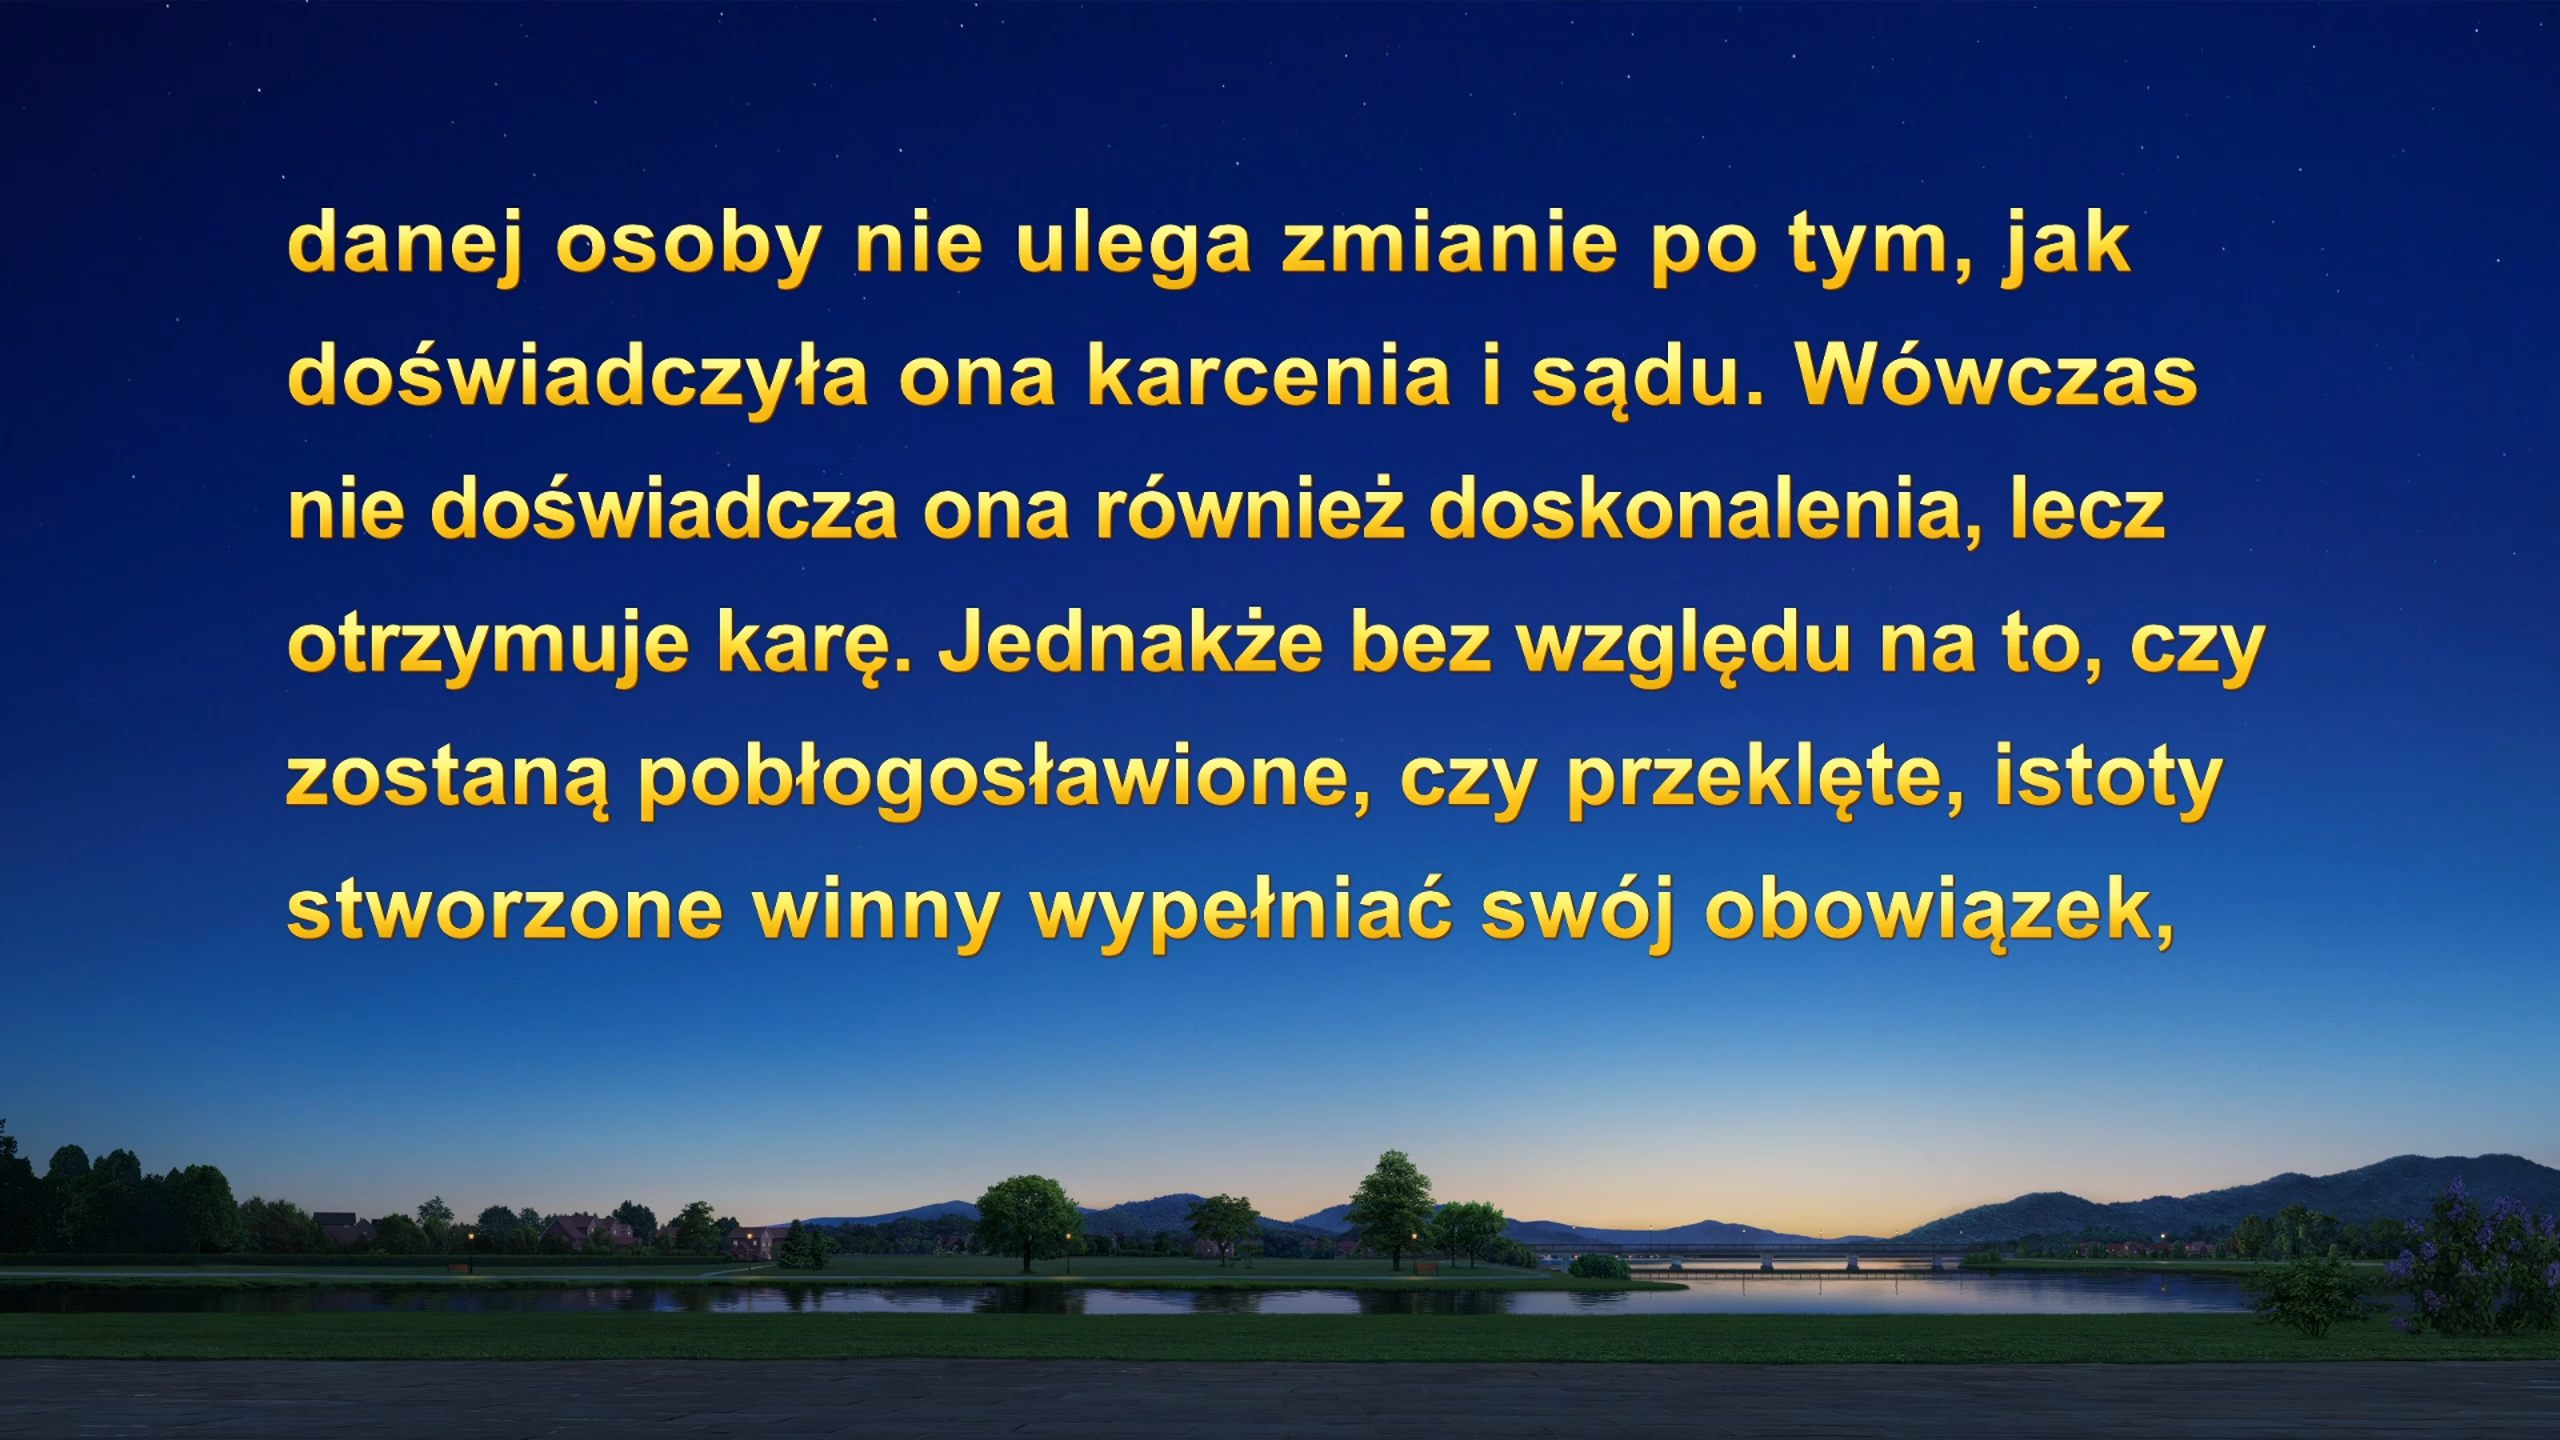 danej osoby nie ulega zmianie po tym, jak
doświadczyła ona karcenia i sądu. Wówczas
nie doświadcza ona również doskonalenia, lecz
otrzymuje karę. Jednakże bez względu na to, czy
zostaną pobłogosławione, czy przeklęte, istoty
stworzone winny wypełniać swój obowiązek,